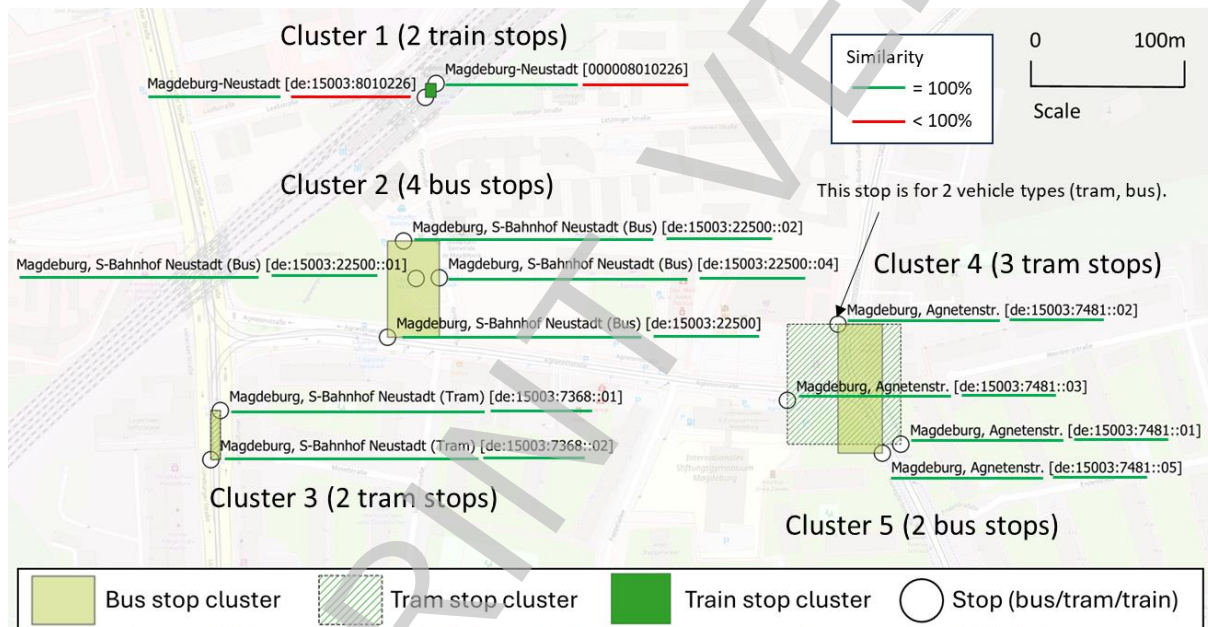 Cluster 1 (2 train stops)
Magdeburg-Neustadt [000008010226]
Magdeburg-Neustadt [de:15003:8010226]
Similarity
= 100%
< 100%
0 100m
Scale
Cluster 2 (4 bus stops)
This stop is for 2 vehicle types (tram, bus).
Magdeburg, S-Bahnhof Neustadt (Bus) [de:15003:22500::02]
Magdeburg, S-Bahnhof Neustadt (Bus) [de:15003:22500::01]
Magdeburg, S-Bahnhof Neustadt (Bus) [de:15003:22500::04]
Cluster 4 (3 tram stops)
Magdeburg, Agnetenstr. [de:15003:7481::02]
Magdeburg, S-Bahnhof Neustadt (Bus) [de:15003:22500]
Magdeburg, Agnetenstr. [de:15003:7481::03]
Magdeburg, S-Bahnhof Neustadt (Tram) [de:15003:7368::01]
Magdeburg, Agnetenstr. [de:15003:7481::01]
Magdeburg, S-Bahnhof Neustadt (Tram) [de:15003:7368::02]
Magdeburg, Agnetenstr. [de:15003:7481::05]
Cluster 3 (2 tram stops)
Cluster 5 (2 bus stops)
Bus stop cluster
Tram stop cluster
Train stop cluster
Stop (bus/tram/train)